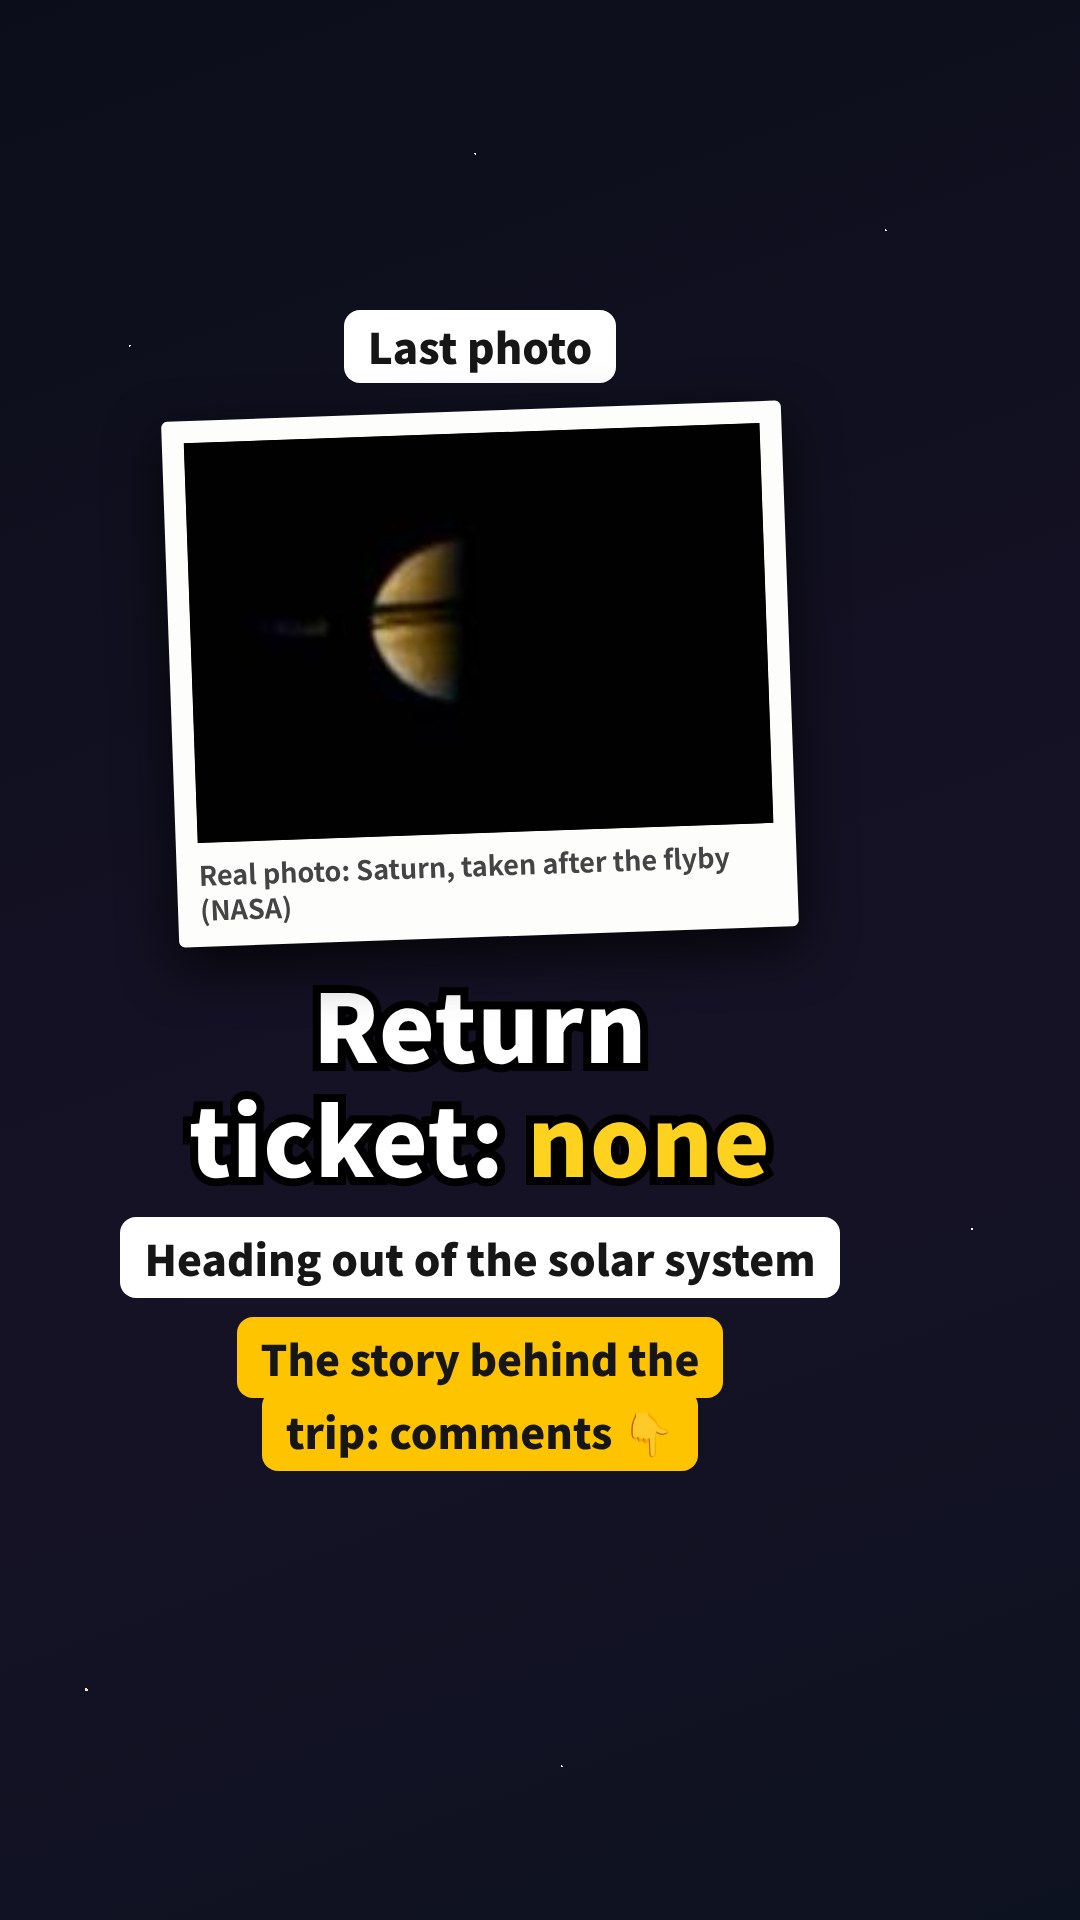 Last photo
Real photo: Saturn, taken after the flyby
(NASA)
Return
ticket: none
Heading out of the solar system
The story behind the
trip: comments 👇